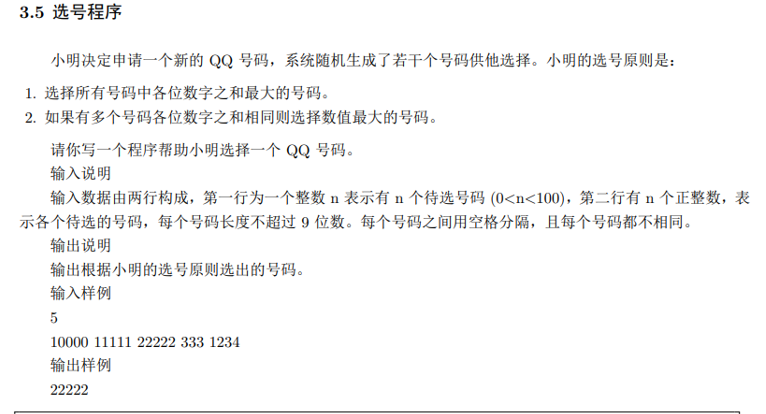 3.5 选号程序
小明决定申请一个新的 QQ 号码，系统随机生成了若干个号码供他选择。小明的选号原则是：
1. 选择所有号码中各位数字之和最大的号码。
2. 如果有多个号码各位数字之和相同则选择数值最大的号码。
请你写一个程序帮助小明选择一个 QQ 号码。
输入说明
输入数据由两行构成，第一行为一个整数 n 表示有 n 个待选号码 (0<n<100)，第二行有 n 个正整数，表
示各个待选的号码，每个号码长度不超过 9 位数。每个号码之间用空格分隔，且每个号码都不相同。
输出说明
输出根据小明的选号原则选出的号码。
输入样例
5
10000 11111 22222 333 1234
输出样例
22222